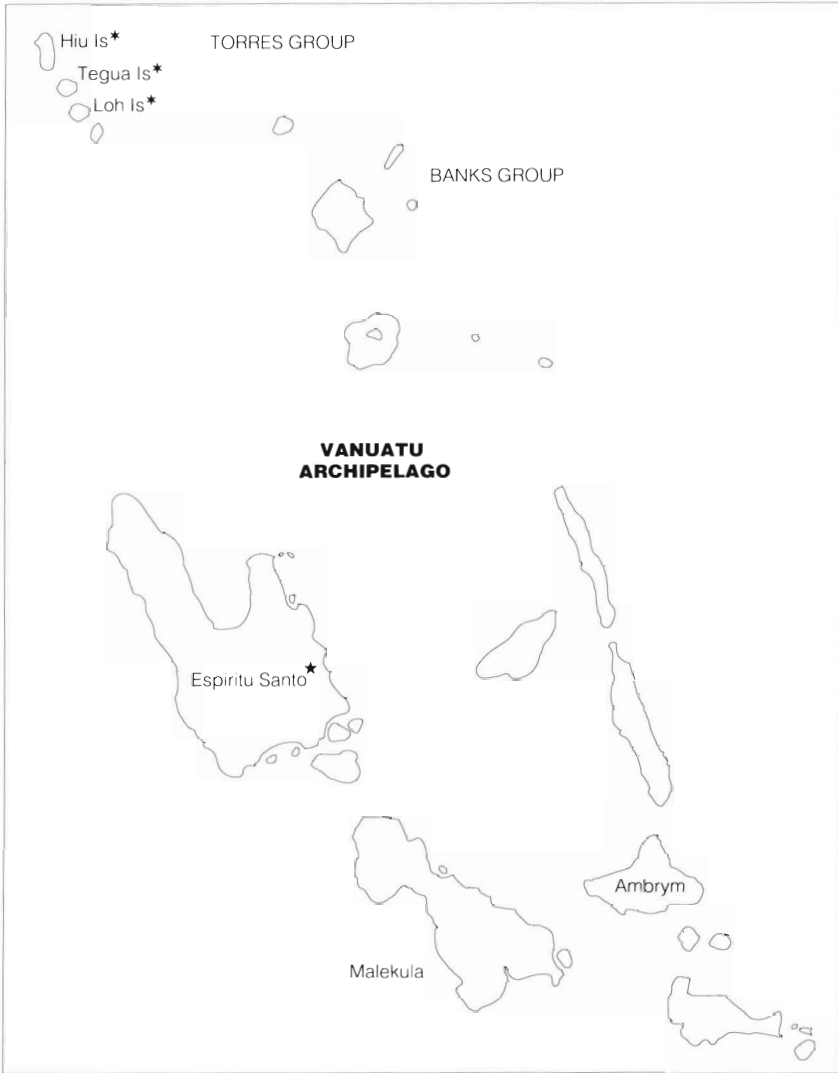 Hiu Is★
TORRES GROUP
Tegua Is★
Loh Is★
BANKS GROUP
VANUATU
ARCHIPELAGO
Espiritu Santo★
Ambrym
Malekula